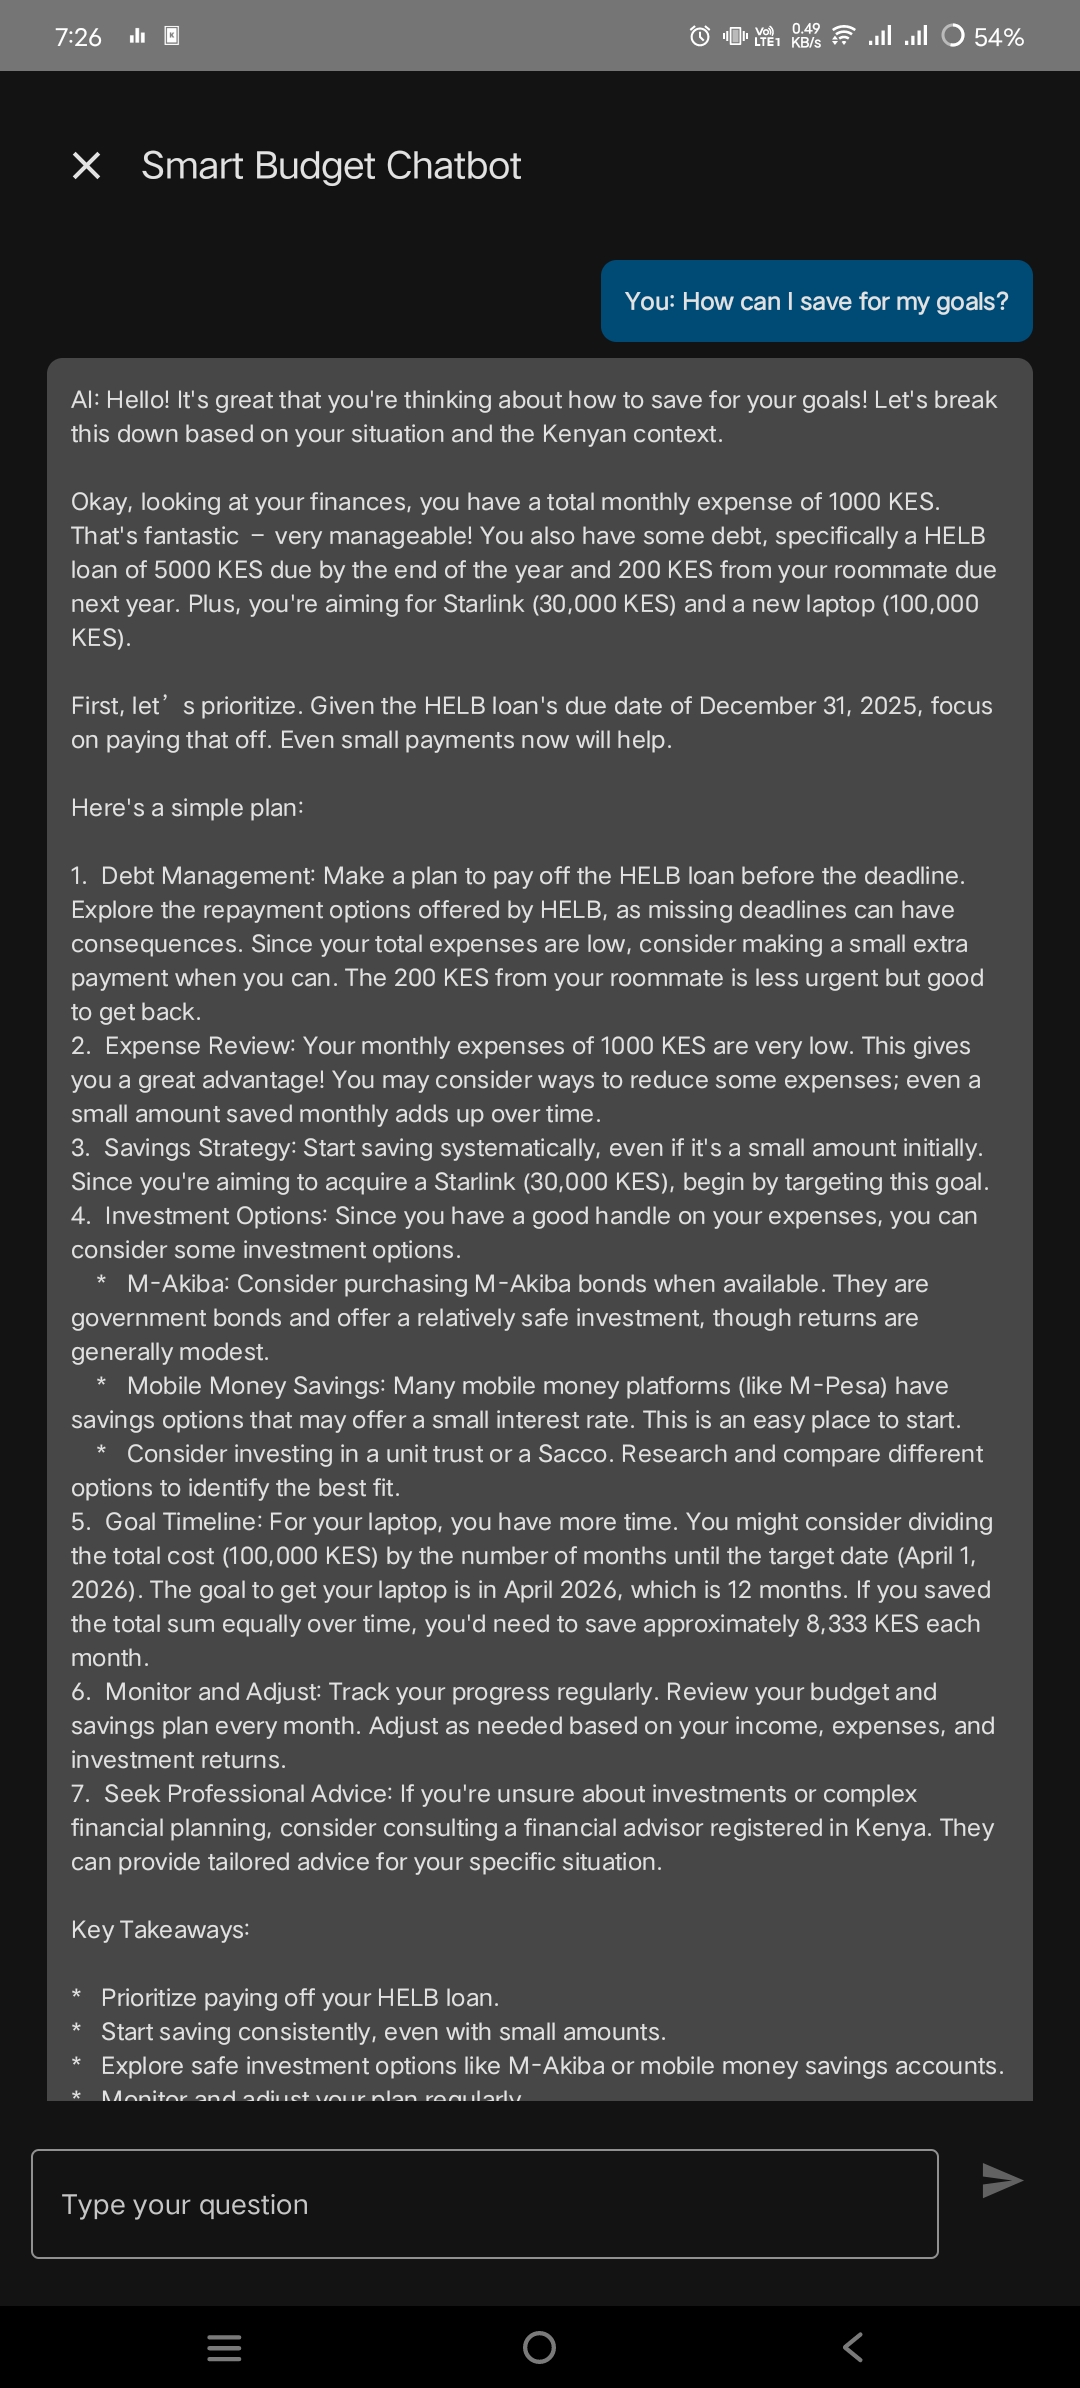 7:26
Vo) LTE1
0.49 KB/s
54%
Smart Budget Chatbot
You: How can I save for my goals?
AI: Hello! It's great that you're thinking about how to save for your goals! Let's break
this down based on your situation and the Kenyan context.
Okay, looking at your finances, you have a total monthly expense of 1000 KES.
That's fantastic – very manageable! You also have some debt, specifically a HELB
loan of 5000 KES due by the end of the year and 200 KES from your roommate due
next year. Plus, you're aiming for Starlink (30,000 KES) and a new laptop (100,000
KES).
First, let’s prioritize. Given the HELB loan's due date of December 31, 2025, focus
on paying that off. Even small payments now will help.
Here's a simple plan:
1. Debt Management: Make a plan to pay off the HELB loan before the deadline.
Explore the repayment options offered by HELB, as missing deadlines can have
consequences. Since your total expenses are low, consider making a small extra
payment when you can. The 200 KES from your roommate is less urgent but good
to get back.
2. Expense Review: Your monthly expenses of 1000 KES are very low. This gives
you a great advantage! You may consider ways to reduce some expenses; even a
small amount saved monthly adds up over time.
3. Savings Strategy: Start saving systematically, even if it's a small amount initially.
Since you're aiming to acquire a Starlink (30,000 KES), begin by targeting this goal.
4. Investment Options: Since you have a good handle on your expenses, you can
consider some investment options.
* M-Akiba: Consider purchasing M-Akiba bonds when available. They are
government bonds and offer a relatively safe investment, though returns are
generally modest.
* Mobile Money Savings: Many mobile money platforms (like M-Pesa) have
savings options that may offer a small interest rate. This is an easy place to start.
* Consider investing in a unit trust or a Sacco. Research and compare different
options to identify the best fit.
5. Goal Timeline: For your laptop, you have more time. You might consider dividing
the total cost (100,000 KES) by the number of months until the target date (April 1,
2026). The goal to get your laptop is in April 2026, which is 12 months. If you saved
the total sum equally over time, you'd need to save approximately 8,333 KES each
month.
6. Monitor and Adjust: Track your progress regularly. Review your budget and
savings plan every month. Adjust as needed based on your income, expenses, and
investment returns.
7. Seek Professional Advice: If you're unsure about investments or complex
financial planning, consider consulting a financial advisor registered in Kenya. They
can provide tailored advice for your specific situation.
Key Takeaways:
* Prioritize paying off your HELB loan.
* Start saving consistently, even with small amounts.
* Explore safe investment options like M-Akiba or mobile money savings accounts.
* Monitor and adjust your plan regularly
Type your question